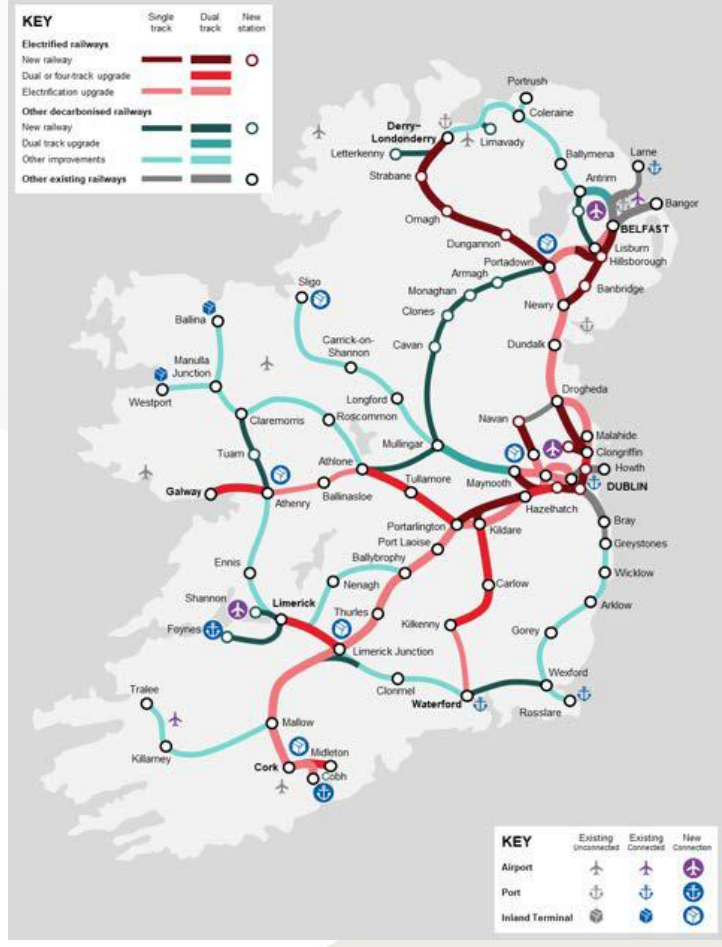 KEY
Single track
Dual track
New station
Electrified railways
New railway
Dual or four-track upgrade
Electrification upgrade
Other decarbonised railways
New railway
Dual track upgrade
Other improvements
Other existing railways
Portrush
Coleraine
Derry~
Londonderry
Limavady
Letterkenny
Ballymena
Larne
Strabane
Antrim
Bangor
Omagh
BELFAST
Dungannon
Lisburn
Portadown
Hillsborough
Armagh
Sligo
Monaghan
Banbridge
Clones
Newry
Ballina
Carrick-on-
Shannon
Cavan
Dundalk
Manulla
Junction
Westport
Longford
Drogheda
Claremorris
Roscommon
Navan
Malahide
Tuam
Mullingar
Clongriffin
Athlone
Howth
Maynooth
Galway
Tullamore
DUBLIN
Athenry
Ballinasloe
Hazelhatch
Portarlington
Kildare
Bray
Port Laoise
Greystones
Ennis
Ballybrophy
Wicklow
Shannon
Nenagh
Carlow
Limerick
Arklow
Foynes
Thurles
Kilkenny
Gorey
Limerick Junction
Wexford
Clonmel
Tralee
Waterford
Rosslare
Mallow
Killarney
Midleton
Cork
Cobh
KEY
Existing Unconnected
Existing Connected
New Connection
Airport
Port
Inland Terminal